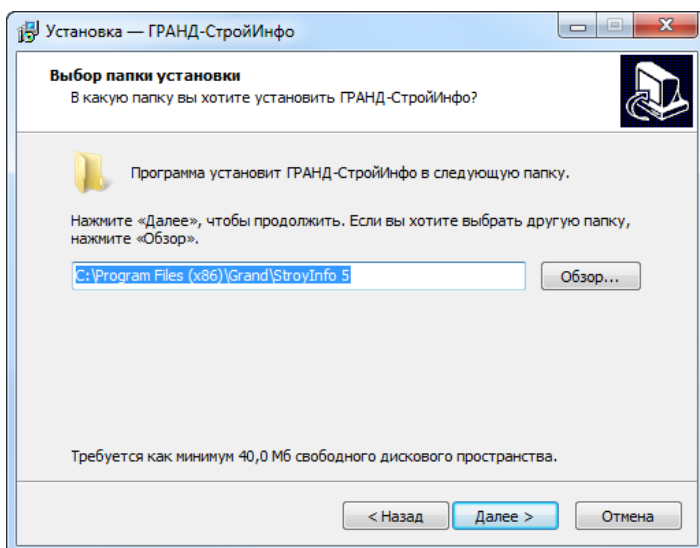 Установка — ГРАНД-СтройИнфо
Выбор папки установки
В какую папку вы хотите установить ГРАНД-СтройИнфо?
Программа установит ГРАНД-СтройИнфо в следующую папку.
Нажмите «Далее», чтобы продолжить. Если вы хотите выбрать другую папку,
нажмите «Обзор».
C:\Program Files (x86)\Grand\StroyInfo 5
Обзор...
Требуется как минимум 40,0 Мб свободного дискового пространства.
< Назад
Далее >
Отмена